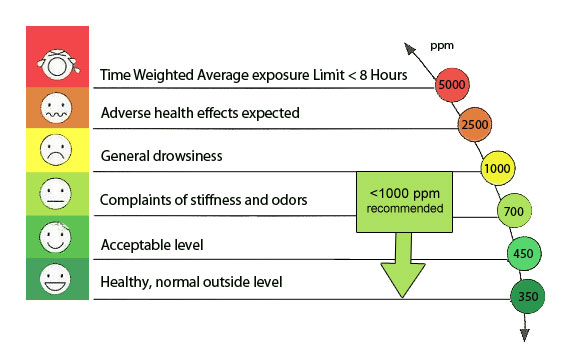 ppm
Time Weighted Average exposure Limit < 8 Hours
5000
Adverse health effects expected
2500
General drowsiness
1000
<1000 ppm
recommended
Complaints of stiffness and odors
700
Acceptable level
450
Healthy, normal outside level
350